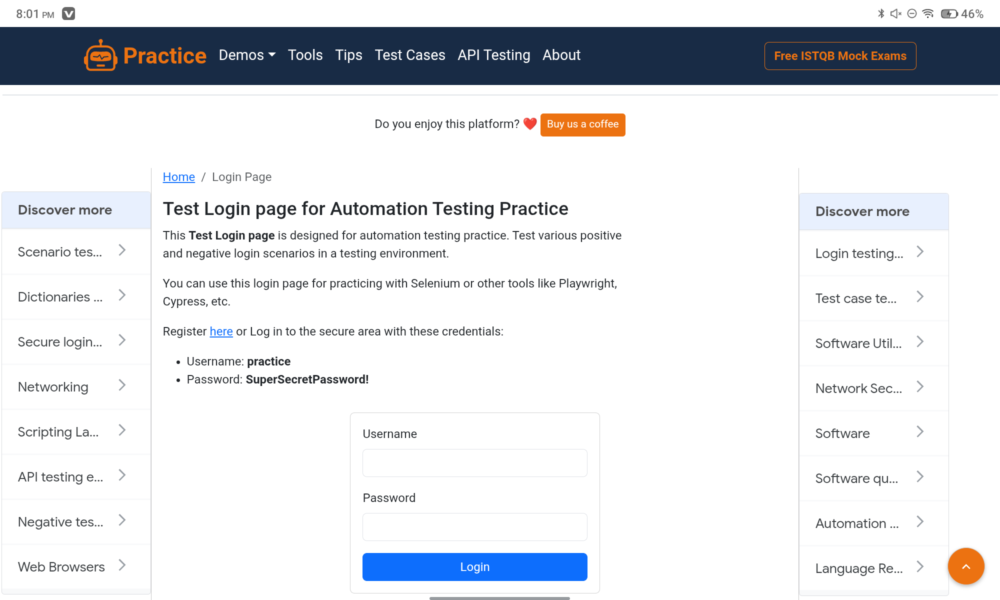 8:01 PM
46%
Practice
Demos
Tools
Tips
Test Cases
API Testing
About
Free ISTQB Mock Exams
Do you enjoy this platform? ❤️ Buy us a coffee
Home / Login Page
Discover more
Scenario tes...
Dictionaries ...
Secure login...
Networking
Scripting La...
API testing e...
Negative tes...
Web Browsers
Test Login page for Automation Testing Practice
This Test Login page is designed for automation testing practice. Test various positive
and negative login scenarios in a testing environment.
You can use this login page for practicing with Selenium or other tools like Playwright,
Cypress, etc.
Register here or Log in to the secure area with these credentials:
• Username: practice
• Password: SuperSecretPassword!
Username
Password
Login
Discover more
Login testing...
Test case te...
Software Util...
Network Sec...
Software
Software qu...
Automation ...
Language Re...